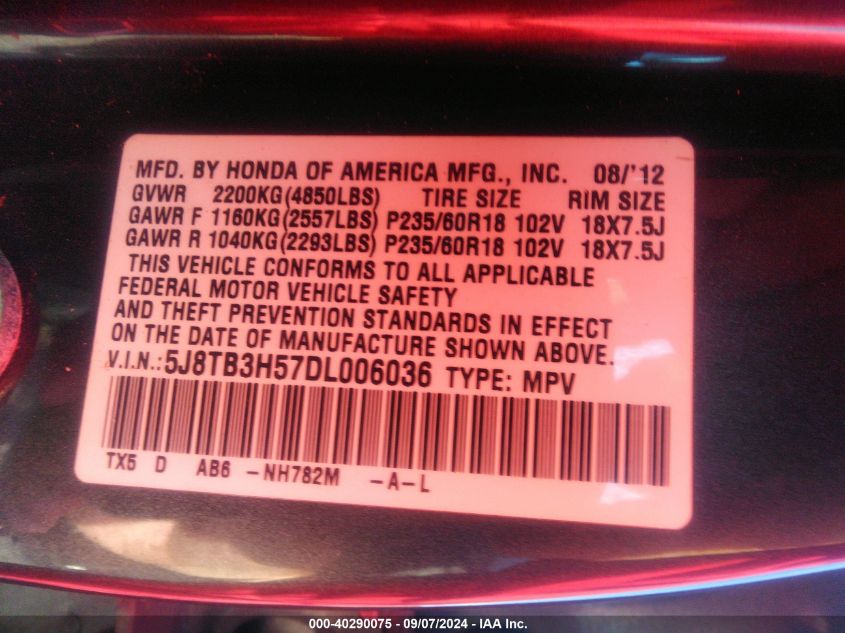 MFD. BY HONDA OF AMERICA MFG., INC. 08/'12
GVWR 2200KG(4850LBS) TIRE SIZE RIM SIZE
GAWR F 1160KG(2557LBS) P235/60R18 102V 18X7.5J
GAWR R 1040KG(2293LBS) P235/60R18 102V 18X7.5J
THIS VEHICLE CONFORMS TO ALL APPLICABLE
FEDERAL MOTOR VEHICLE SAFETY
AND THEFT PREVENTION STANDARDS IN EFFECT
ON THE DATE OF MANUFACTURE SHOWN ABOVE.
V.I.N.: 5J8TB3H57DL006036 TYPE: MPV
TX5 D AB6 -NH782M -A-L
000-40290075 - 09/07/2024 - IAA Inc.